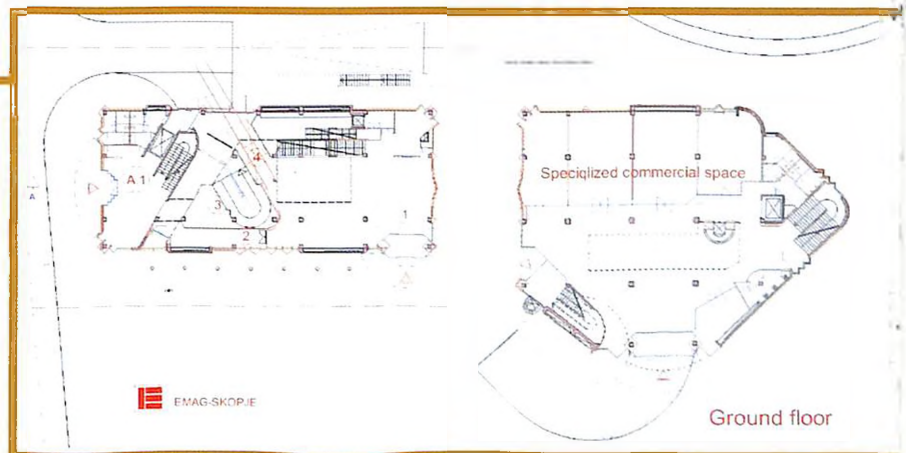 A
A.1
4
3
2
1
Speciqlized commercial space
EMAG-SKOPJE
Ground floor